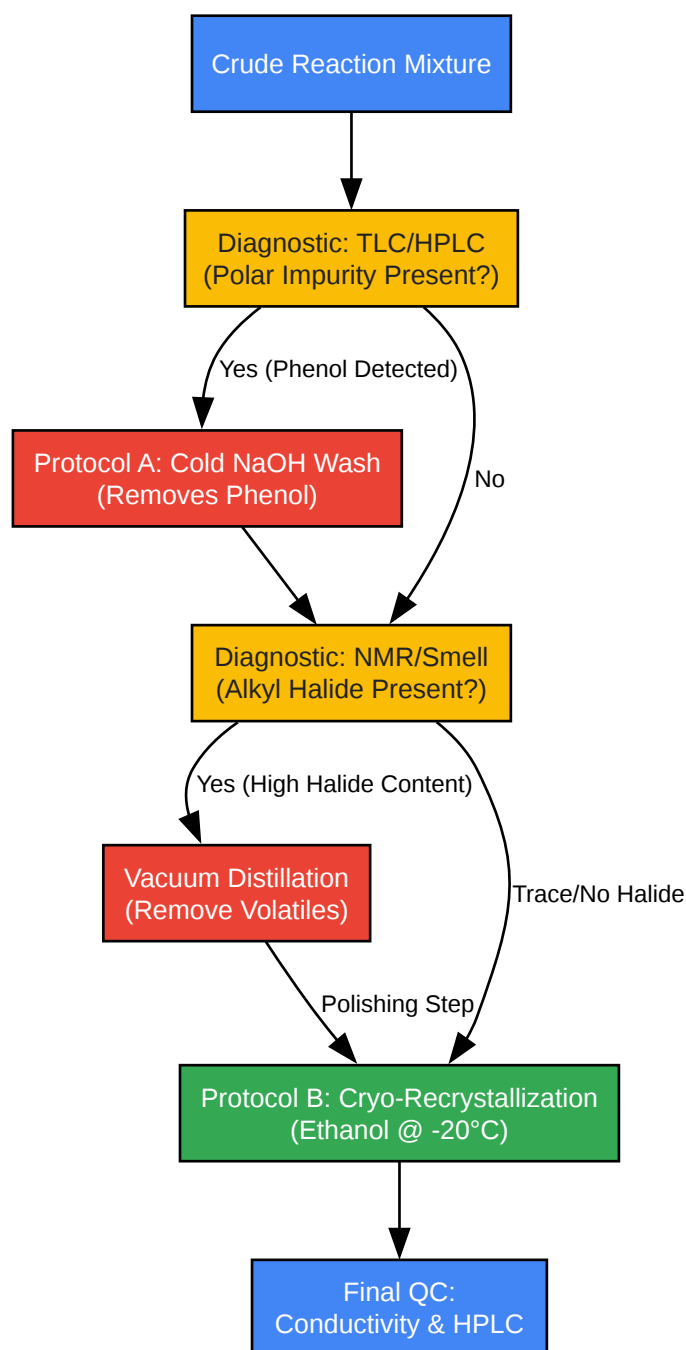 Crude Reaction Mixture
Diagnostic: TLC/HPLC
(Polar Impurity Present?)
Yes (Phenol Detected)
Protocol A: Cold NaOH Wash
(Removes Phenol)
No
Diagnostic: NMR/Smell
(Alkyl Halide Present?)
Yes (High Halide Content)
Vacuum Distillation
(Remove Volatiles)
Trace/No Halide
Polishing Step
Protocol B: Cryo-Recrystallization
(Ethanol @ -20°C)
Final QC:
Conductivity & HPLC